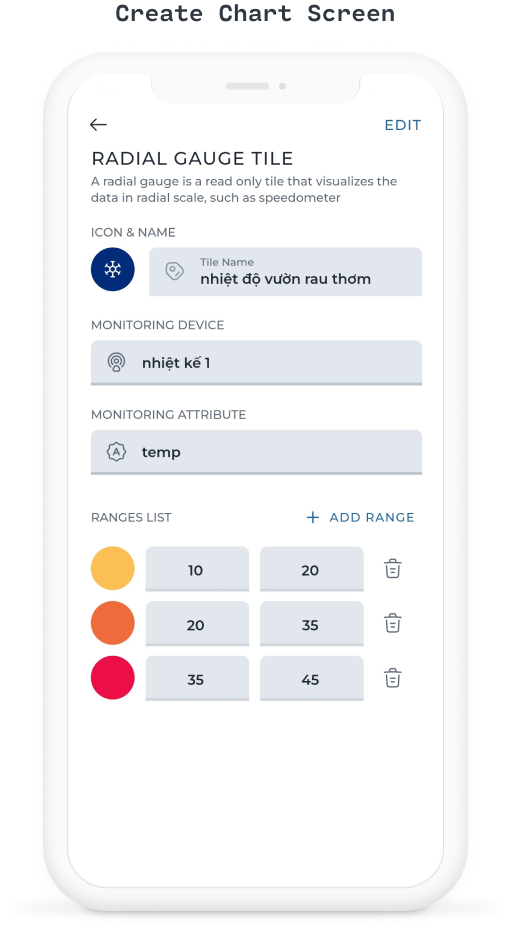 Create Chart Screen
EDIT
RADIAL GAUGE TILE
A radial gauge is a read only tile that visualizes the
data in radial scale, such as speedometer
ICON & NAME
Tile Name
nhiệt độ vườn rau thơm
MONITORING DEVICE
nhiệt kế 1
MONITORING ATTRIBUTE
A
temp
RANGES LIST
+ ADD RANGE
10 20
20 35
35 45